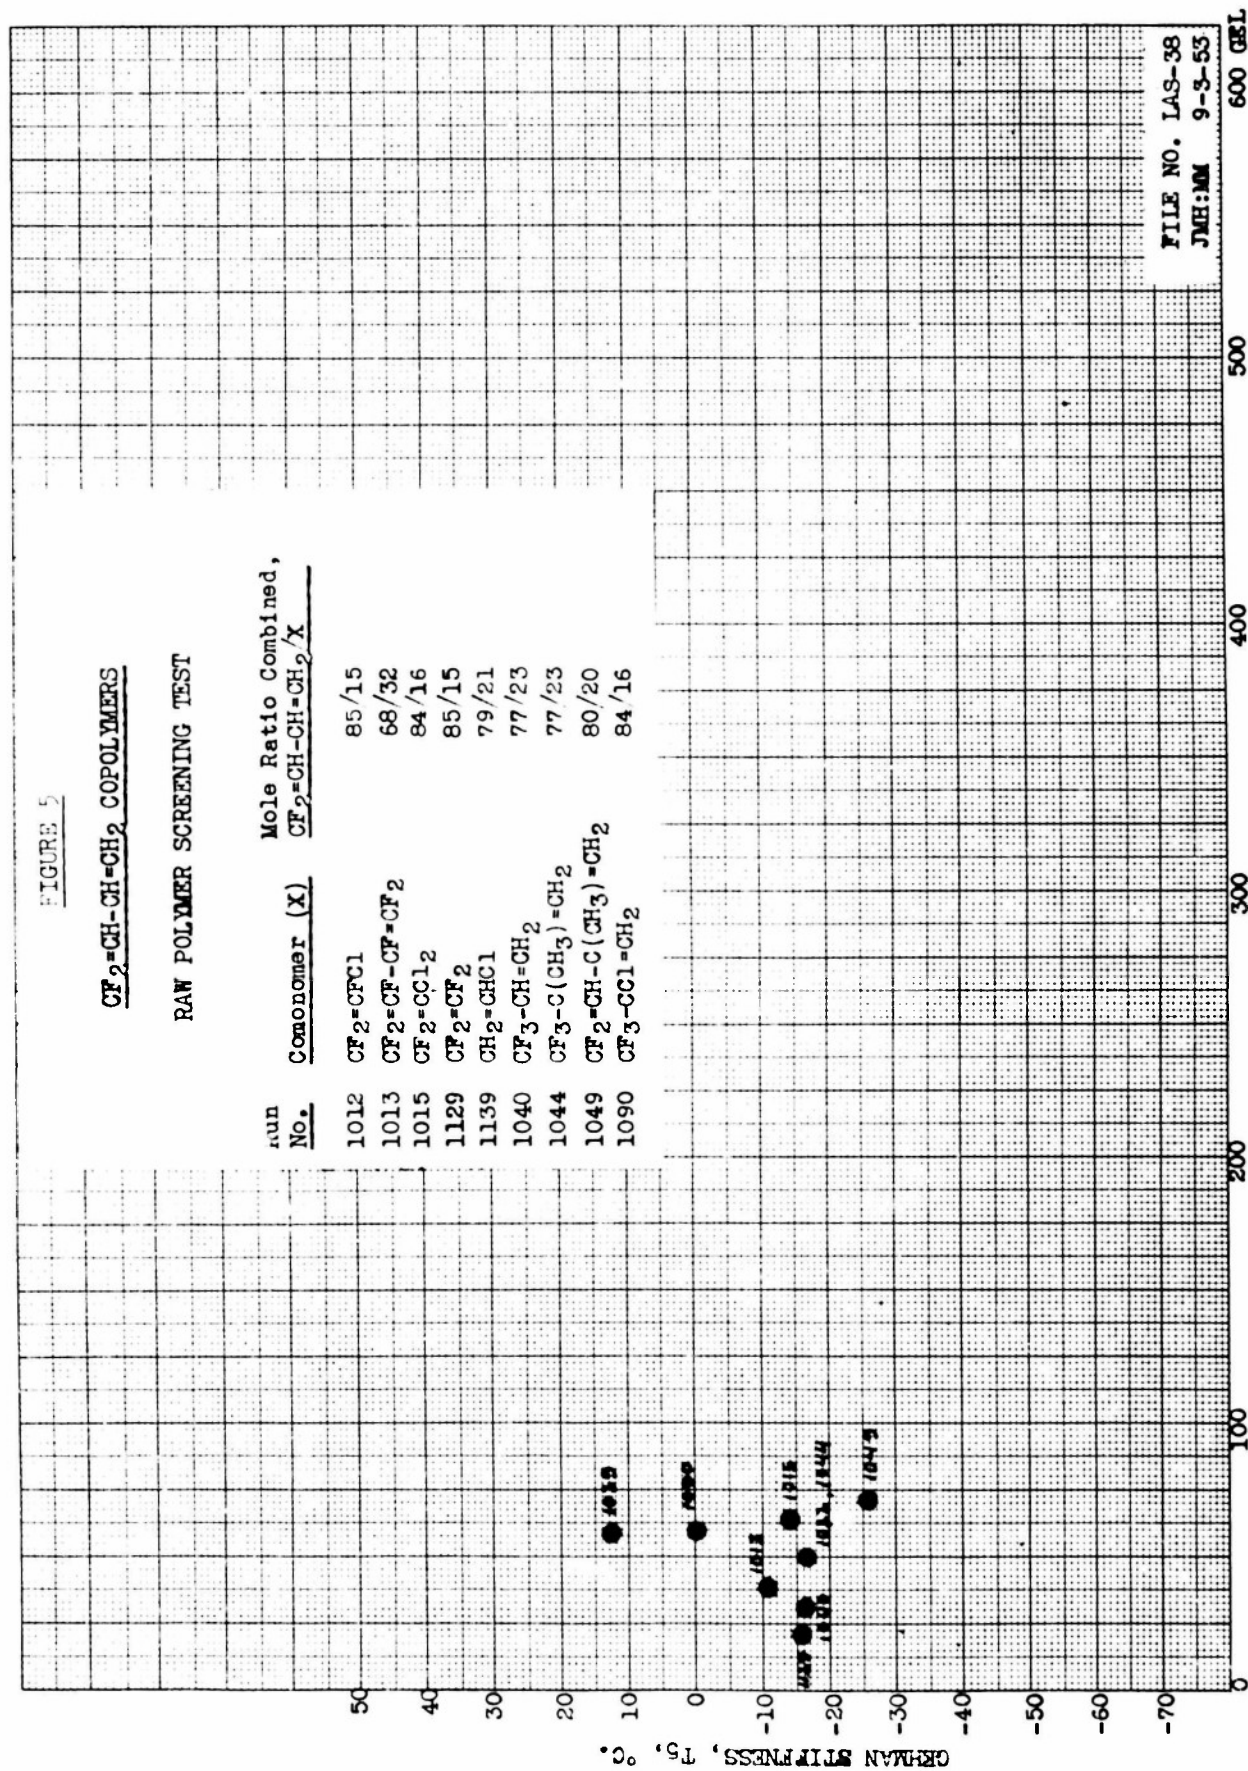 FIGURE 5
CF2=CH-CH=CH2 COPOLYMERS
RAW POLYMER SCREENING TEST
Mole Ratio Combined,
No. Comonomer (X) CF2=CH-CH=CH2/X
1012 CF2=CFCl 85/15
1013 CF2=CF-CF=CF2 68/32
1015 CF2=CCl2 84/16
1129 CF2=CF2 85/15
1139 CH2=CHCl 79/21
1040 CF3-CH=CH2 77/23
1044 CF3-C(CH3)=CH2 77/23
1049 CF2=CH-C(CH3)=CH2 80/20
1090 CF3-CCl=CH2 84/16
50
40
30
20
10
0
-10
-20
-30
-40
-50
-60
-70
GEHMAN STIFFNESS, T5, °C.
1013
1015
1049
0 100 200 300 400 500 600 GEL
FILE NO. LAS-38
JMH:MM 9-3-53